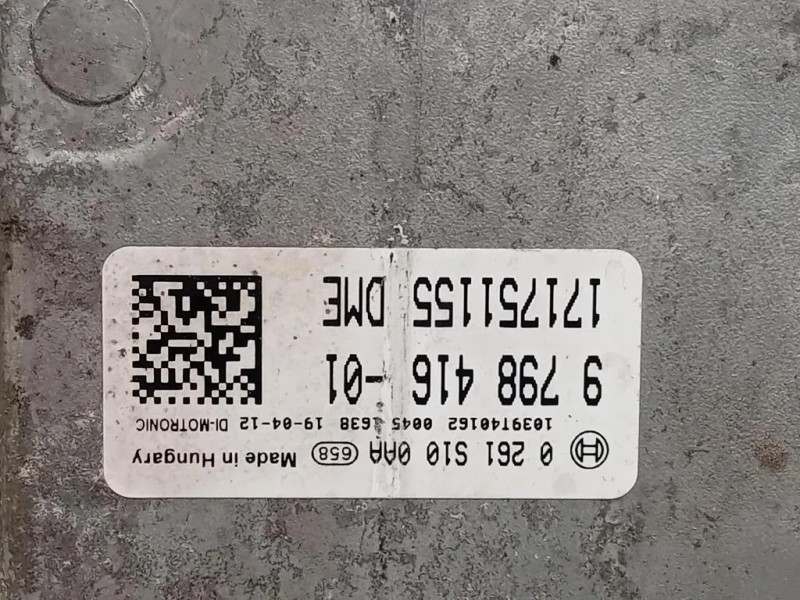 0 261 S10 0AA 658 Made in Hungary
1039T40162 0045 1638 19-04-12 DI-MOTRONIC
9 798 416 -01
171751155 DME